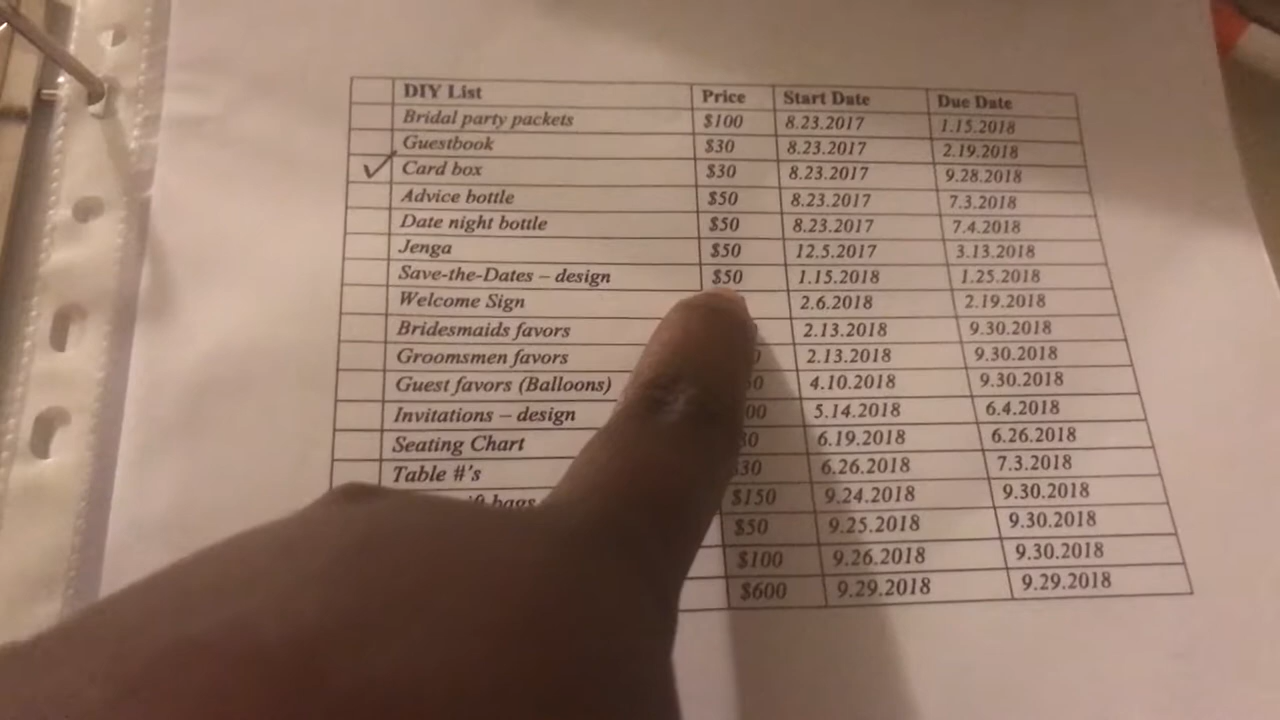 DIY List Price Start Date Due Date
Bridal party packets $100 8.23.2017 1.15.2018
Guestbook $30 8.23.2017 2.19.2018
Card box $30 8.23.2017 9.28.2018
Advice bottle $50 8.23.2017 7.3.2018
Date night bottle $50 8.23.2017 7.4.2018
Jenga $50 12.5.2017 3.13.2018
Save-the-Dates – design $50 1.15.2018 1.25.2018
Welcome Sign 2.6.2018 2.19.2018
Bridesmaids favors 2.13.2018 9.30.2018
Groomsmen favors 2.13.2018 9.30.2018
Guest favors (Balloons) 4.10.2018 9.30.2018
Invitations – design 5.14.2018 6.4.2018
Seating Chart 6.19.2018 6.26.2018
Table #'s $30 6.26.2018 7.3.2018
bags $150 9.24.2018 9.30.2018
$50 9.25.2018 9.30.2018
$100 9.26.2018 9.30.2018
$600 9.29.2018 9.29.2018